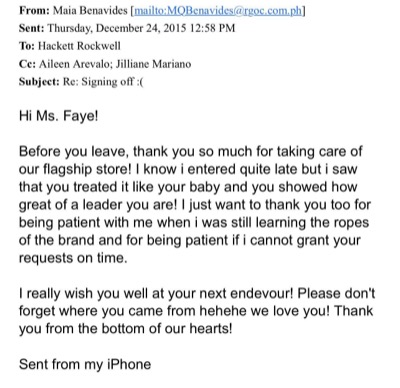 From: Maia Benavides [mailto:MQBenavides@rgoc.com.ph]
Sent: Thursday, December 24, 2015 12:58 PM
To: Hackett Rockwell
Cc: Aileen Arevalo; Jilliane Mariano
Subject: Re: Signing off :(
Hi Ms. Faye!
Before you leave, thank you so much for taking care of
our flagship store! I know i entered quite late but i saw
that you treated it like your baby and you showed how
great of a leader you are! I just want to thank you too for
being patient with me when i was still learning the ropes
of the brand and for being patient if i cannot grant your
requests on time.
I really wish you well at your next endevour! Please don't
forget where you came from hehehe we love you! Thank
you from the bottom of our hearts!
Sent from my iPhone